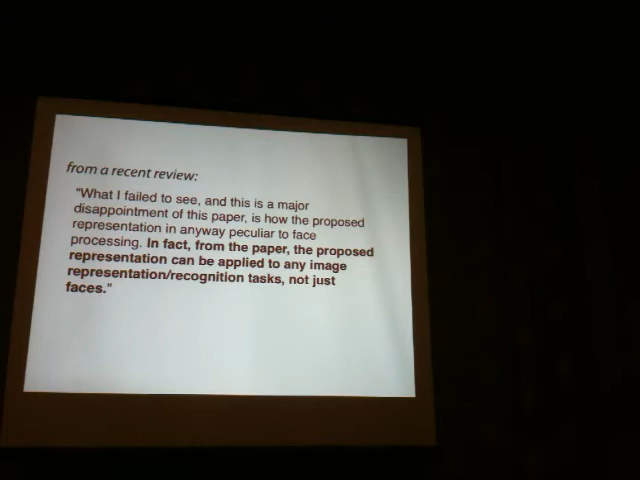 from a recent review:
"What I failed to see, and this is a major
disappointment of this paper, is how the proposed
representation in anyway peculiar to face
processing. In fact, from the paper, the proposed
representation can be applied to any image
representation/recognition tasks, not just
faces."